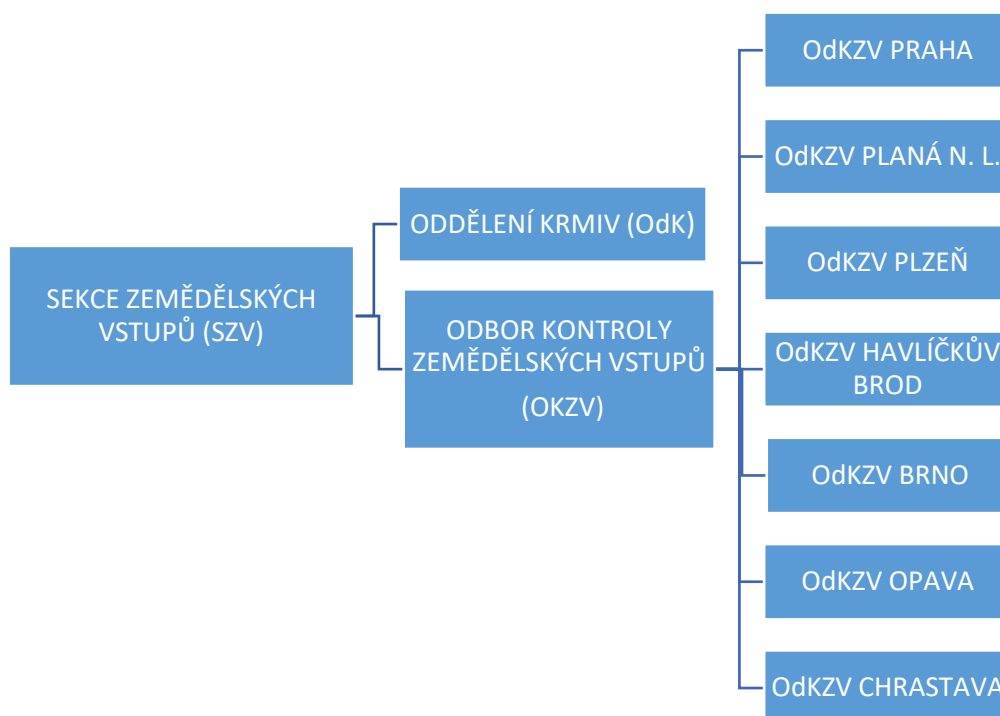 SEKCE ZEMĚDĚLSKÝCH
VSTUPŮ (SZV)
ODDĚLENÍ KRMIV (OdK)
ODBOR KONTROLY
ZEMĚDĚLSKÝCH VSTUPŮ
(OKZV)
OdKZV PRAHA
OdKZV PLANÁ N. L.
OdKZV PLZEŇ
OdKZV HAVLÍČKŮV
BROD
OdKZV BRNO
OdKZV OPAVA
OdKZV CHRASTAVA